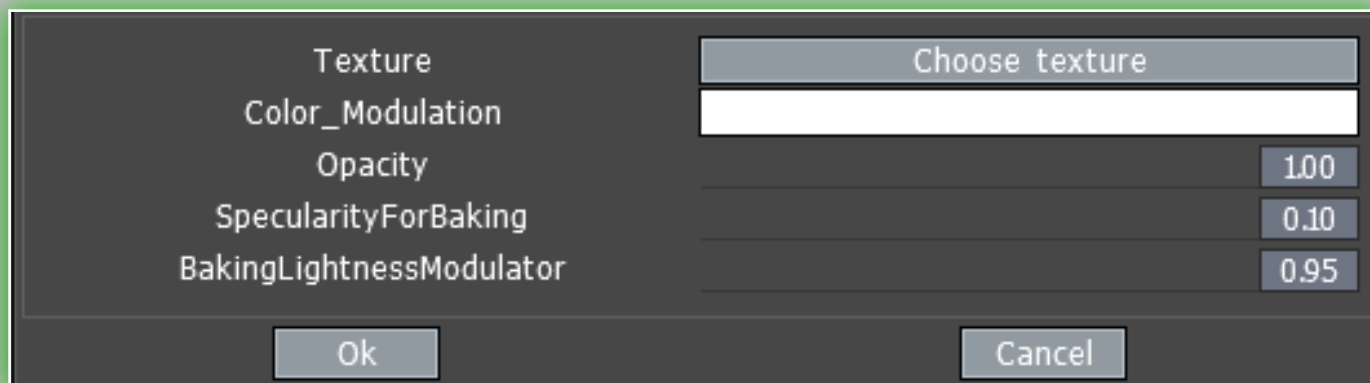 Texture Choose texture
Color_Modulation
Opacity 1.00
SpecularityForBaking 0.10
BakingLightnessModulator 0.95
Ok Cancel